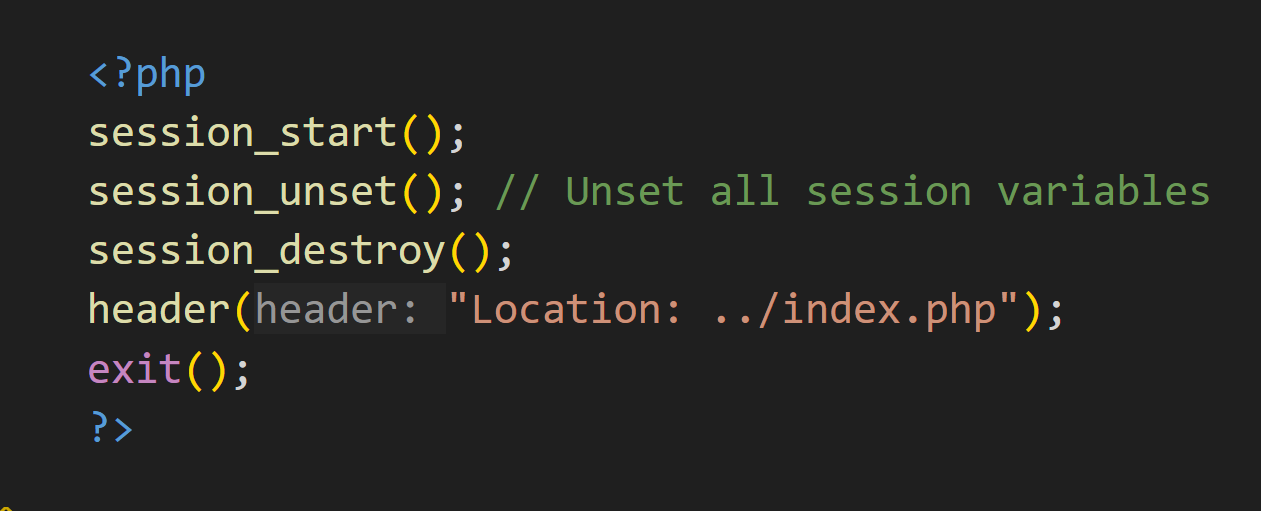 <?php
session_start();
session_unset(); // Unset all session variables
session_destroy();
header(header: "Location: ../index.php");
exit();
?>